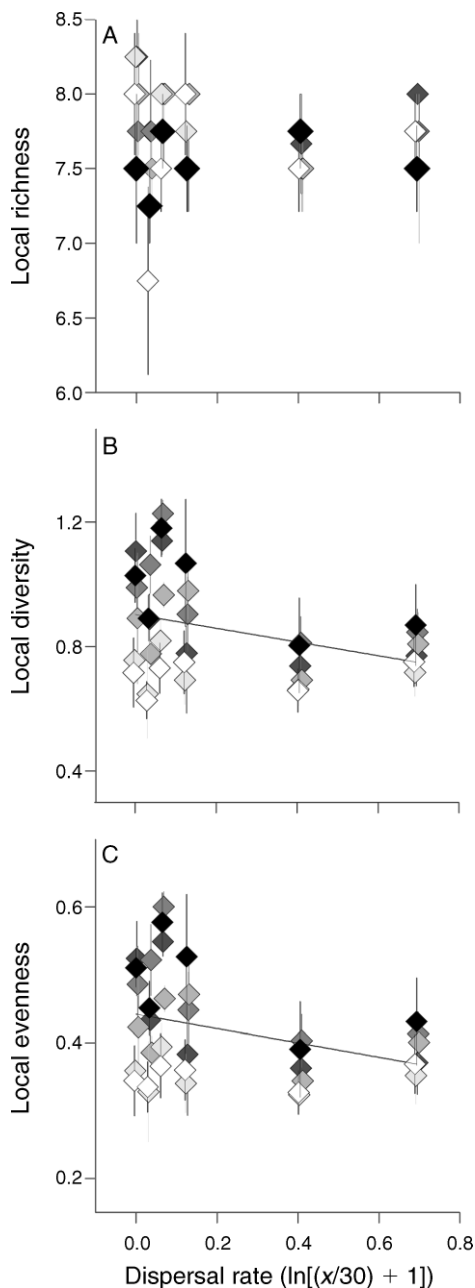 A
8.5
8.0
7.5
7.0
6.5
6.0
Local richness
B
1.2
0.8
0.4
Local diversity
C
0.6
0.4
0.2
Local evenness
0.0 0.2 0.4 0.6 0.8
Dispersal rate (ln[(x/30) + 1])